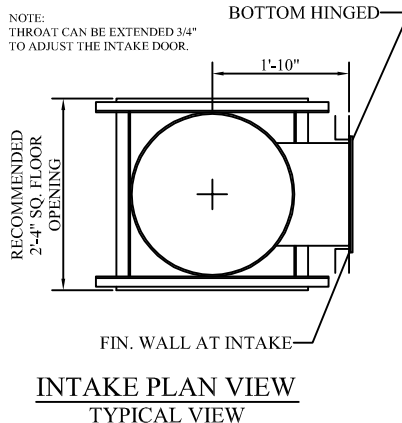 NOTE:
THROAT CAN BE EXTENDED 3/4"
TO ADJUST THE INTAKE DOOR.
BOTTOM HINGED
1'-10"
RECOMMENDED
2'-4" SQ. FLOOR
OPENING
FIN. WALL AT INTAKE
INTAKE PLAN VIEW
TYPICAL VIEW